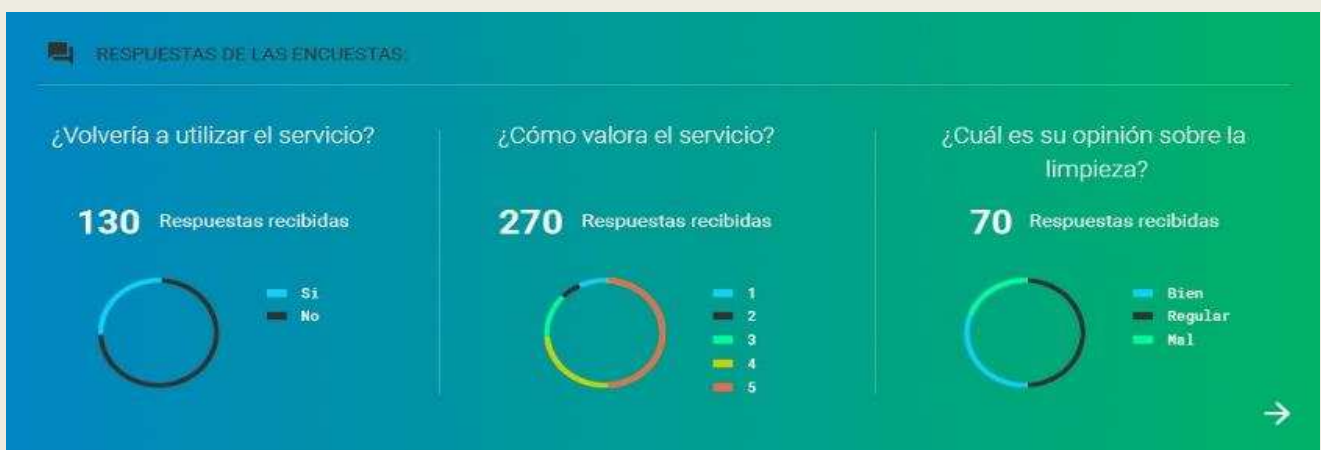 RESPUESTAS DE LAS ENCUESTAS:
¿Volvería a utilizar el servicio?
130 Respuestas recibidas
Si
No
¿Cómo valora el servicio?
270 Respuestas recibidas
1
2
3
4
5
¿Cuál es su opinión sobre la
limpieza?
70 Respuestas recibidas
Bien
Regular
Mal